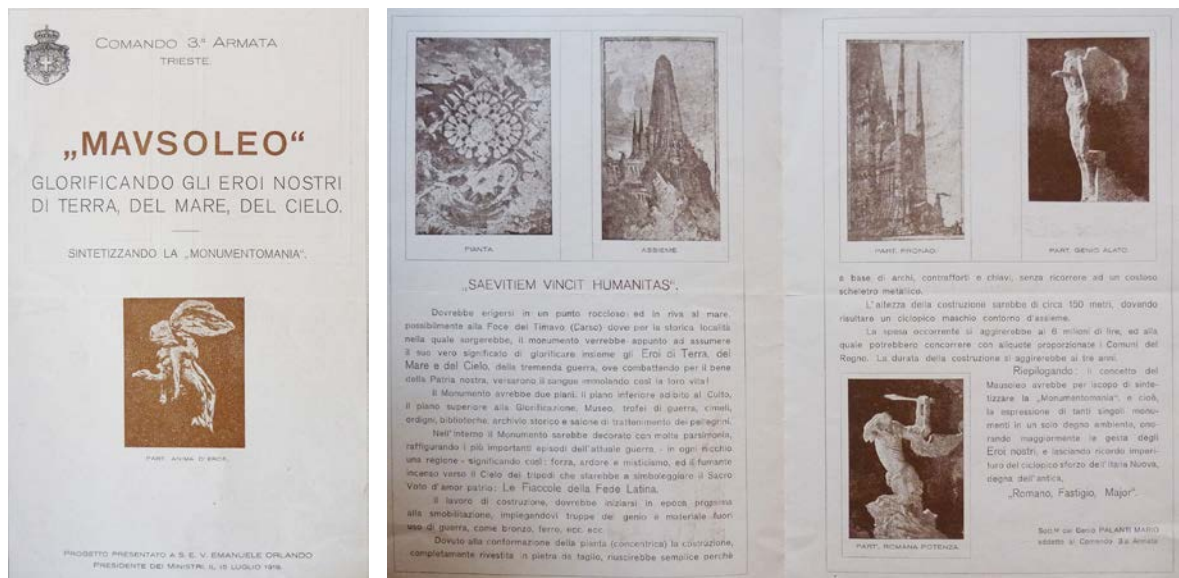 COMANDO 3.ª ARMATA
TRIESTE.
„MAVSOLEO“
GLORIFICANDO GLI EROI NOSTRI
DI TERRA, DEL MARE, DEL CIELO.
SINTETIZZANDO LA „MONUMENTOMANIA“.
PART. ANIMA D'EROE.
PROGETTO PRESENTATO A S. E. V. EMANUELE ORLANDO
PRESIDENTE DEI MINISTRI, IL 15 LUGLIO 1919.
PIANTA.
ASSIEME.
„SAEVITIEM VINCIT HUMANITAS“.
Dovrebbe erigersi in un punto roccioso ed in riva al mare,
possibilmente alla Foce del Timavo (Carso) dove per la storica località
nella quale sorgerebbe, il monumento verrebbe appunto ad assumere
il suo vero significato di glorificare insieme gli Eroi di Terra, del
Mare e del Cielo, della tremenda guerra, ove combattendo per il bene
della Patria nostra, versarono il sangue immolando così la loro vita!
Il Monumento avrebbe due piani: il piano inferiore adibito al Culto,
il piano superiore alla Glorificazione, Museo, trofei di guerra, cimeli,
ordigni, biblioteche, archivio storico e salone di trattenimento dei pellegrini.
Nell'interno il Monumento sarebbe decorato con molta parsimonia,
raffigurando i più importanti episodi dell'attuale guerra, - in ogni nicchio
una regione - significando così: forza, ardore e misticismo, ed il fumante
incenso verso il Cielo dei tripodi che starebbe a simboleggiare il Sacro
Voto d'amor patrio: Le Fiaccole della Fede Latina.
Il lavoro di costruzione, dovrebbe iniziarsi in epoca prossima
alla smobilitazione, impiegandovi truppe del genio e materiale fuori
uso di guerra, come bronzo, ferro, ecc. ecc.
Dovuto alla conformazione della pianta (concentrica) la costruzione,
completamente rivestita in pietra da taglio, riuscirebbe semplice perchè
PART. PRONAO.
PART. GENIO ALATO.
a base di archi, contrafforti e chiavi, senza ricorrere ad un costoso
scheletro metallico.
L'altezza della costruzione sarebbe di circa 150 metri, dovendo
risultare un ciclopico maschio contorno d'assieme.
La spesa occorrente si aggirerebbe ai 6 milioni di lire, ed alla
quale potrebbero concorrere con aliquote proporzionate i Comuni del
Regno. La durata della costruzione si aggirerebbe ai tre anni.
Riepilogando: il concetto del
Mausoleo avrebbe per iscopo di sinte-
tizzare la „Monumentomania“, e cioè,
la espressione di tanti singoli monu-
menti in un solo degno ambiente, ono-
rando maggiormente le gesta degli
Eroi nostri, e lasciando ricordo imperi-
turo del ciclopico sforzo dell'Italia Nuova,
degna dell'antica,
„Romano, Fastigio, Major“.
PART. ROMANA POTENZA.
del Genio PALANTI MARIO
addetto al Comando 3.a Armata